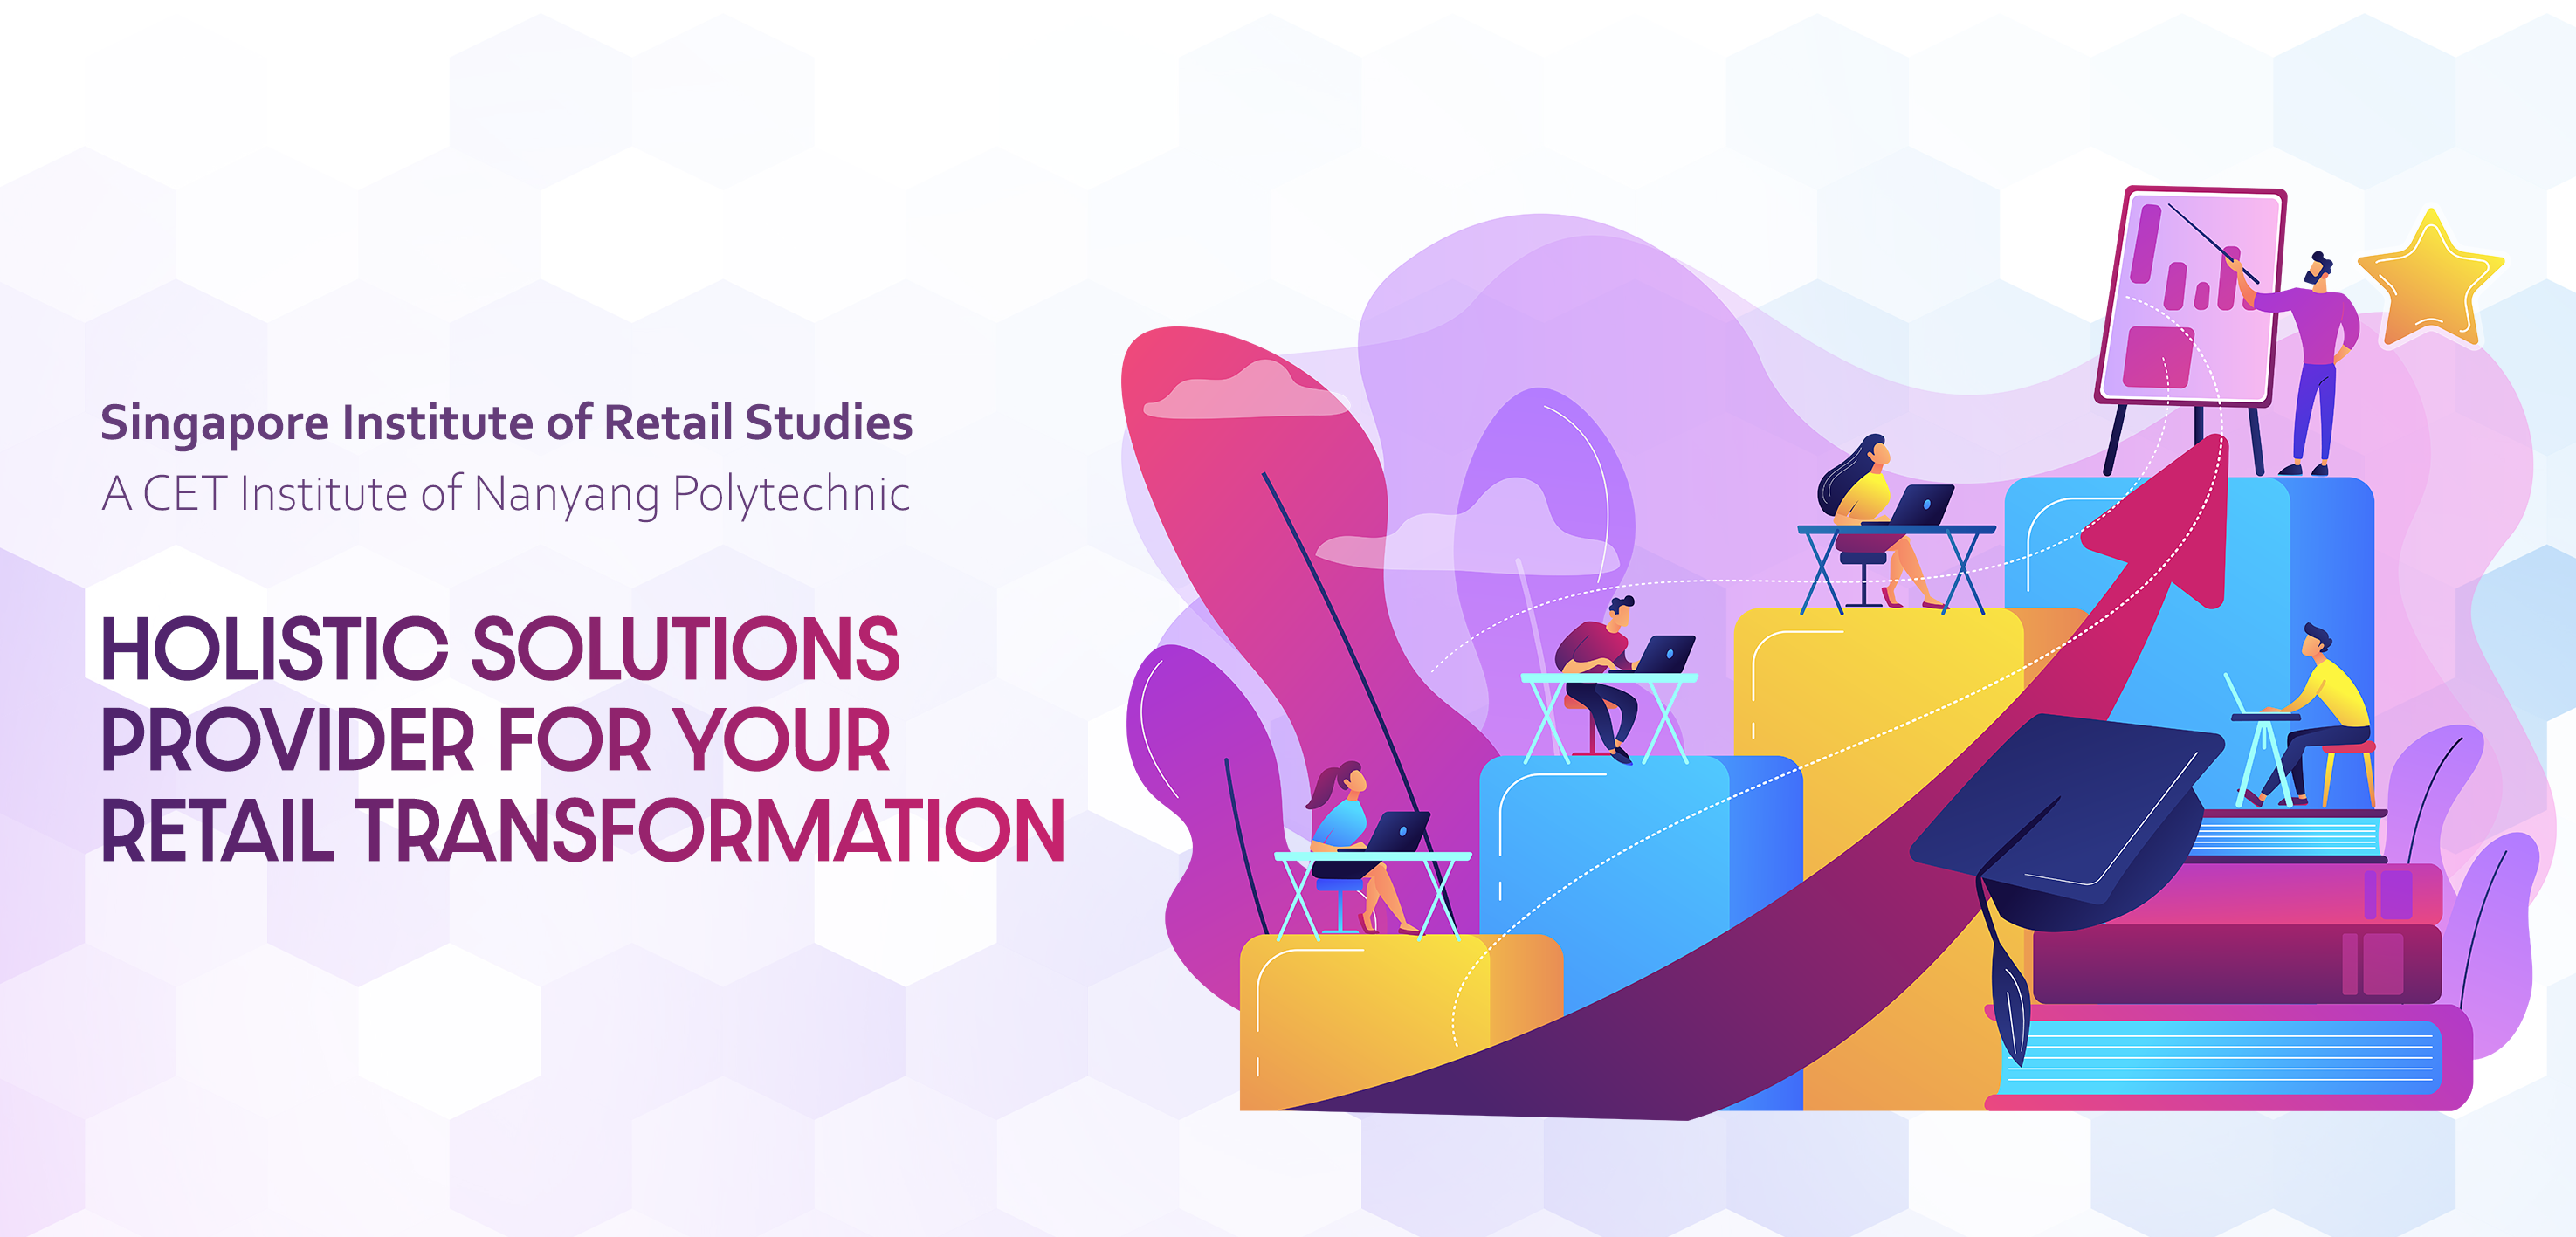 Singapore Institute of Retail Studies
A CET Institute of Nanyang Polytechnic
HOLISTIC SOLUTIONS
PROVIDER FOR YOUR
RETAIL TRANSFORMATION